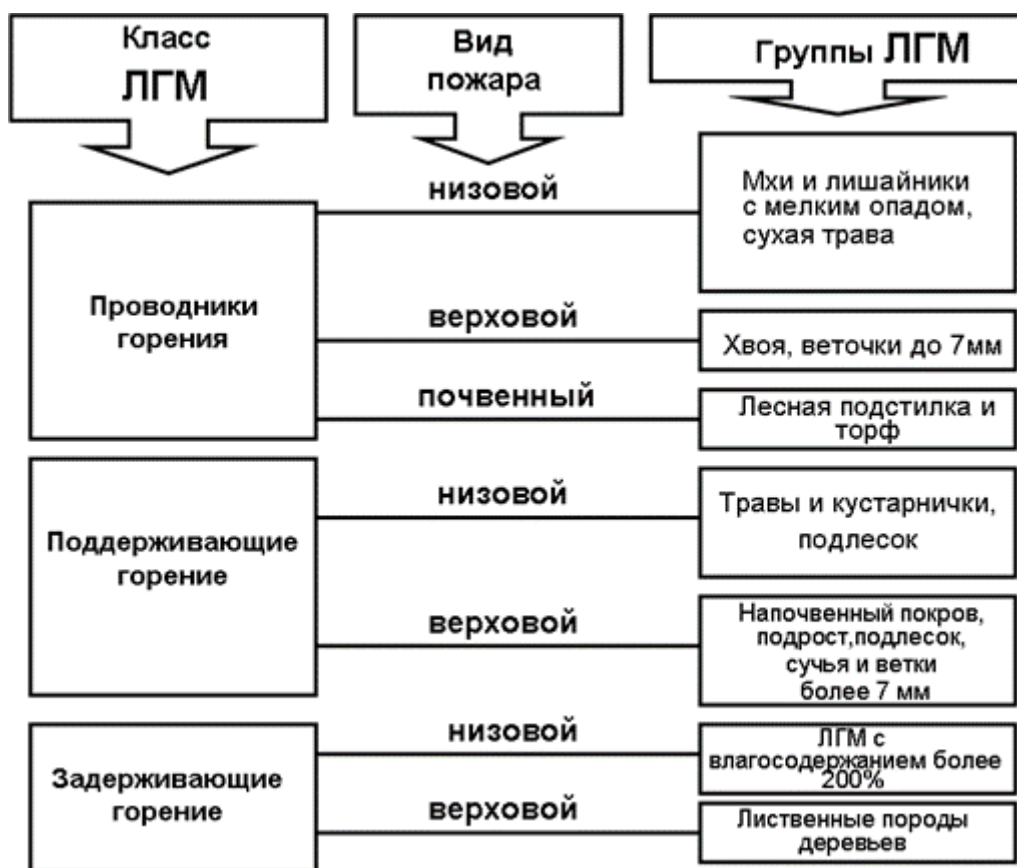 Класс
ЛГМ
Вид
пожара
Группы ЛГМ
низовой
Мхи и лишайники
с мелким опадом,
сухая трава
Проводники
горения
верховой
Хвоя, веточки до 7мм
почвенный
Лесная подстилка и
торф
Поддерживающие
горение
низовой
Травы и кустарнички,
подлесок
верховой
Напочвенный покров,
подрост,подлесок,
сучья и ветки
более 7 мм
Задерживающие
горение
низовой
ЛГМ с
влагосодержанием более
200%
верховой
Лиственные породы
деревьев